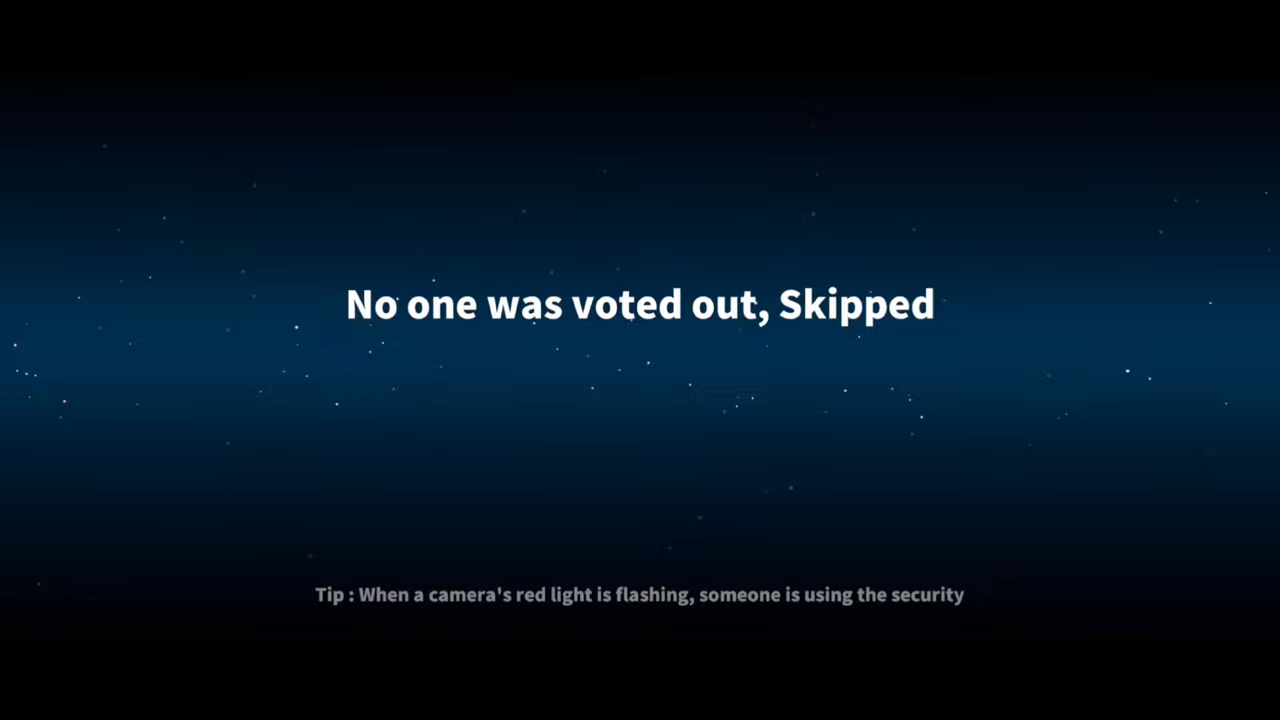 No one was voted out, Skipped
Tip : When a camera's red light is flashing, someone is using the security